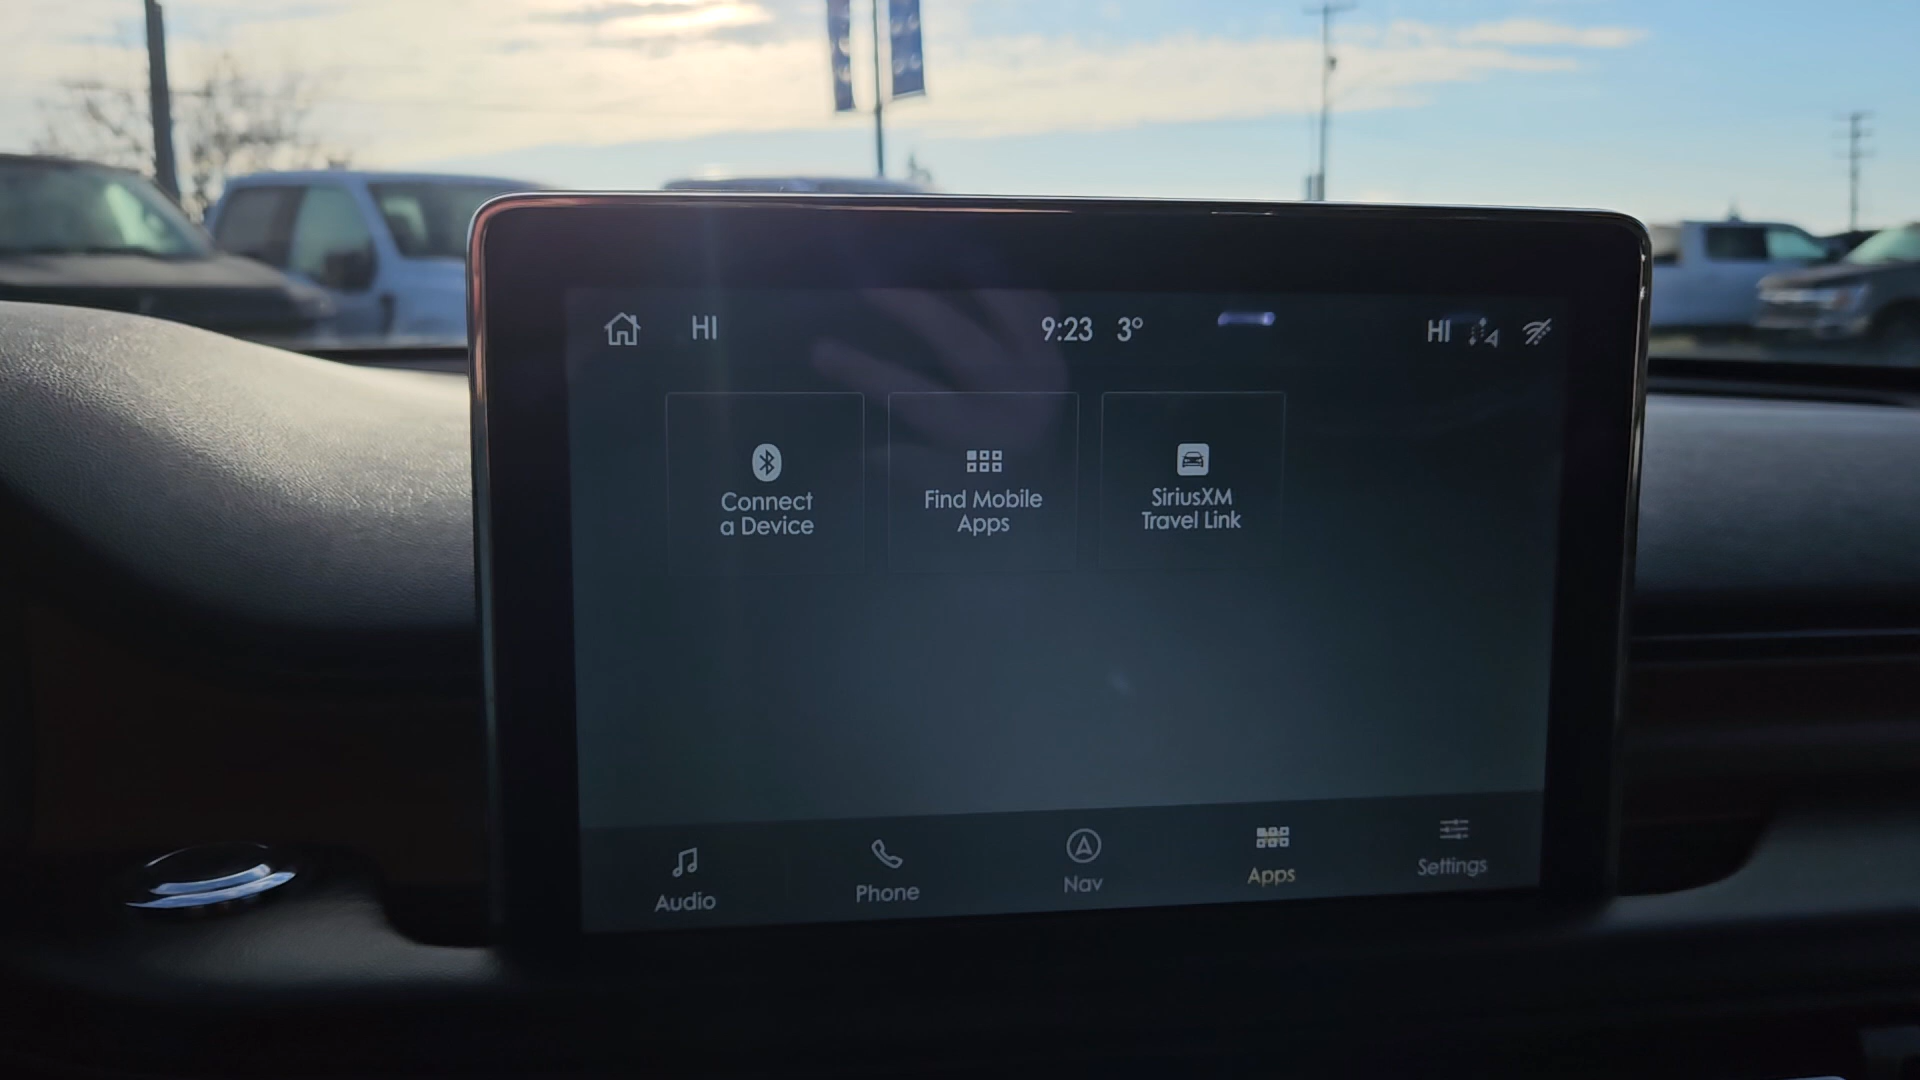 HI 9:23 3° HI
Connect
a Device
Find Mobile
Apps
SiriusXM
Travel Link
Audio Phone Nav Apps Settings